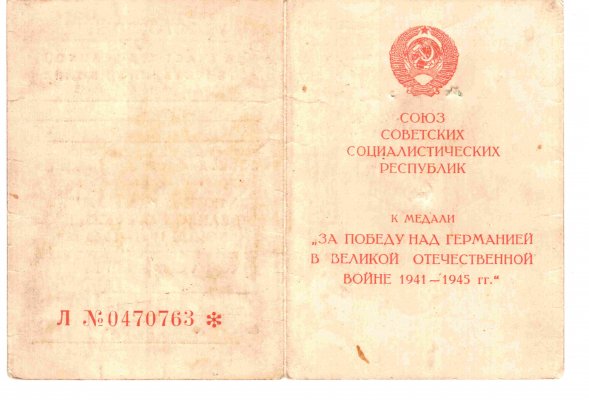 Л №0470763 *
СОЮЗ
СОВЕТСКИХ
СОЦИАЛИСТИЧЕСКИХ
РЕСПУБЛИК
К МЕДАЛИ
„ЗА ПОБЕДУ НАД ГЕРМАНИЕЙ
В ВЕЛИКОЙ ОТЕЧЕСТВЕННОЙ
ВОЙНЕ 1941—1945 гг.“